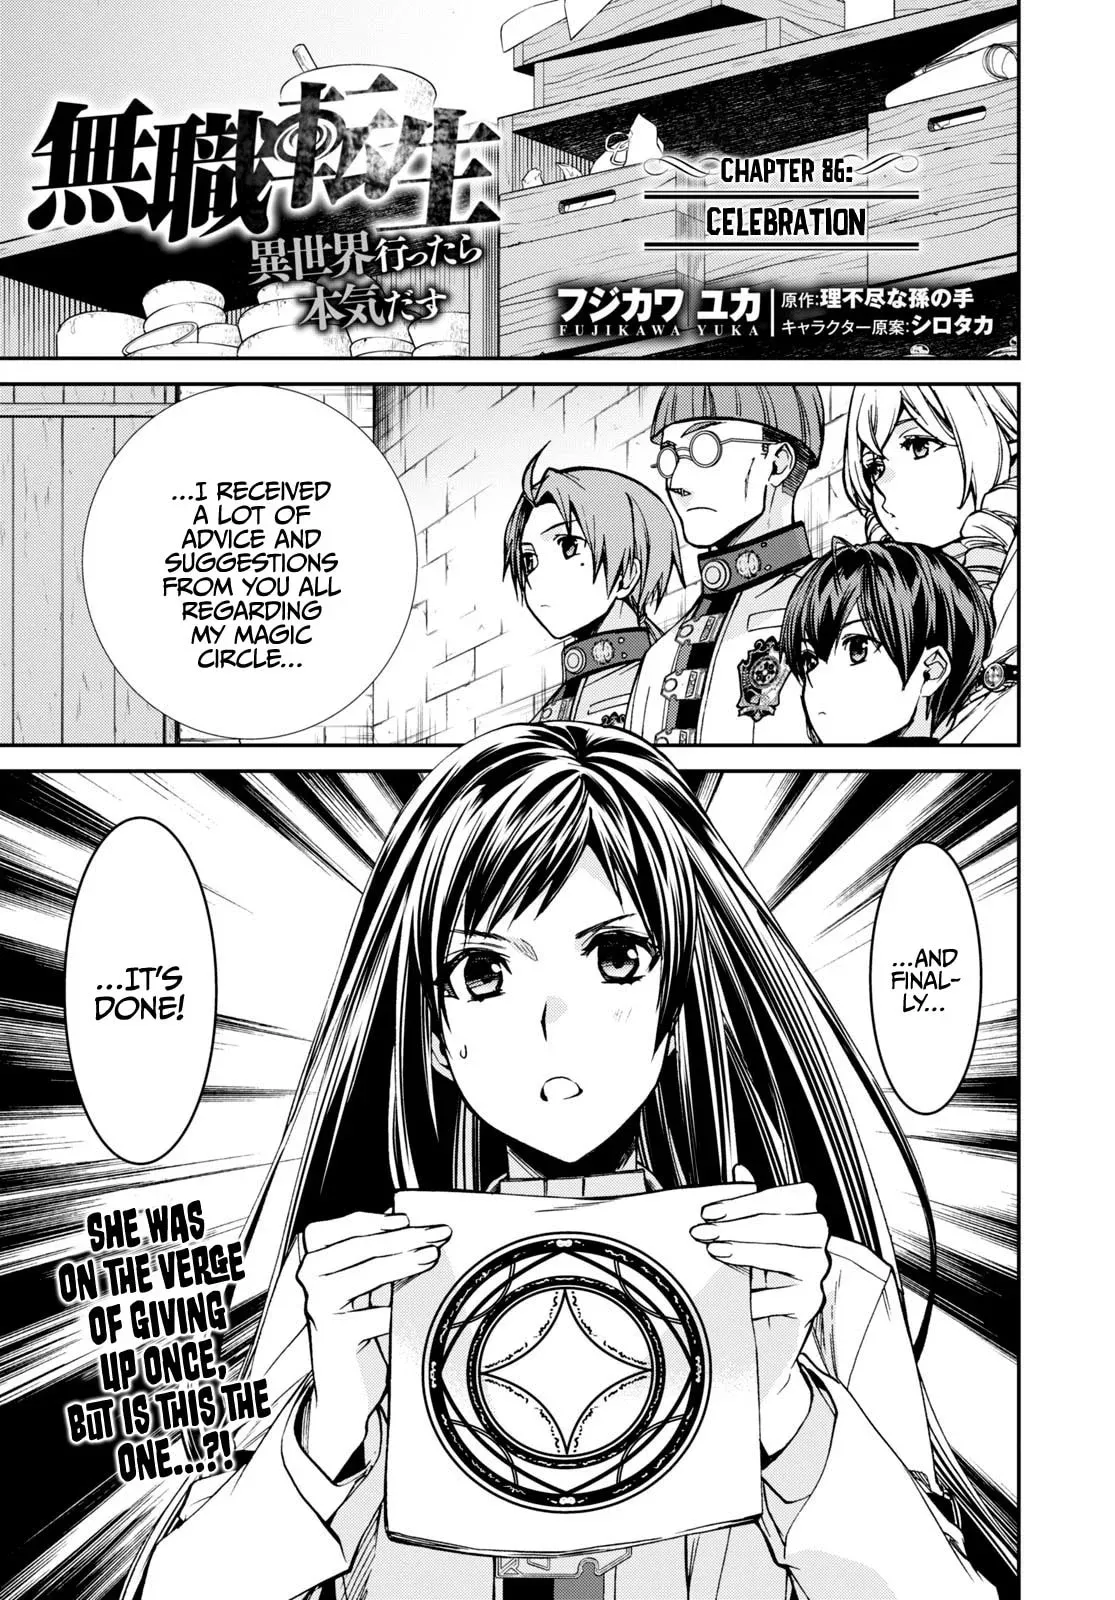 無職転生
異世界行ったら
本気だす
CHAPTER 86:
CELEBRATION
フジカワ ユカ
FUJIKAWA YUKA
原作:理不尽な孫の手
キャラクター原案:シロタカ
...I RECEIVED
A LOT OF
ADVICE AND
SUGGESTIONS
FROM YOU ALL
REGARDING
MY MAGIC
CIRCLE...
...AND
FINAL-
LY...
...IT'S
DONE!
SHE WAS
ON THE VERGE
OF GIVING
UP ONCE,
BUT IS THIS THE
ONE...?!